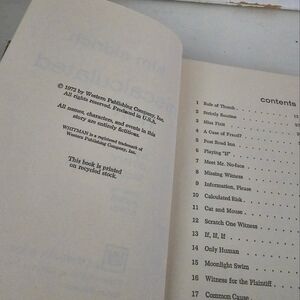 © 1972 by Western Publishing Company, Inc.
All rights reserved. Produced in U.S.A.
All names, characters, and events in this
story are entirely fictitious.
WHITMAN is a registered trademark of
Western Publishing Company, Inc.
This book is printed
on recycled stock.
contents
1 Rule of Thumb
2 Strictly Routine
3 Miss Fixit
4 A Case of Fraud?
5 Post Road Inn
6 Playing "If"
7 Meet Mr. No-face
8 Missing Witness
9 Information, Please
10 Calculated Risk
11 Cat and Mouse
12 Scratch One Witness
13 If, If, If
14 Only Human
15 Moonlight Swim
16 Witness for the Plaintiff
17 Common Cause